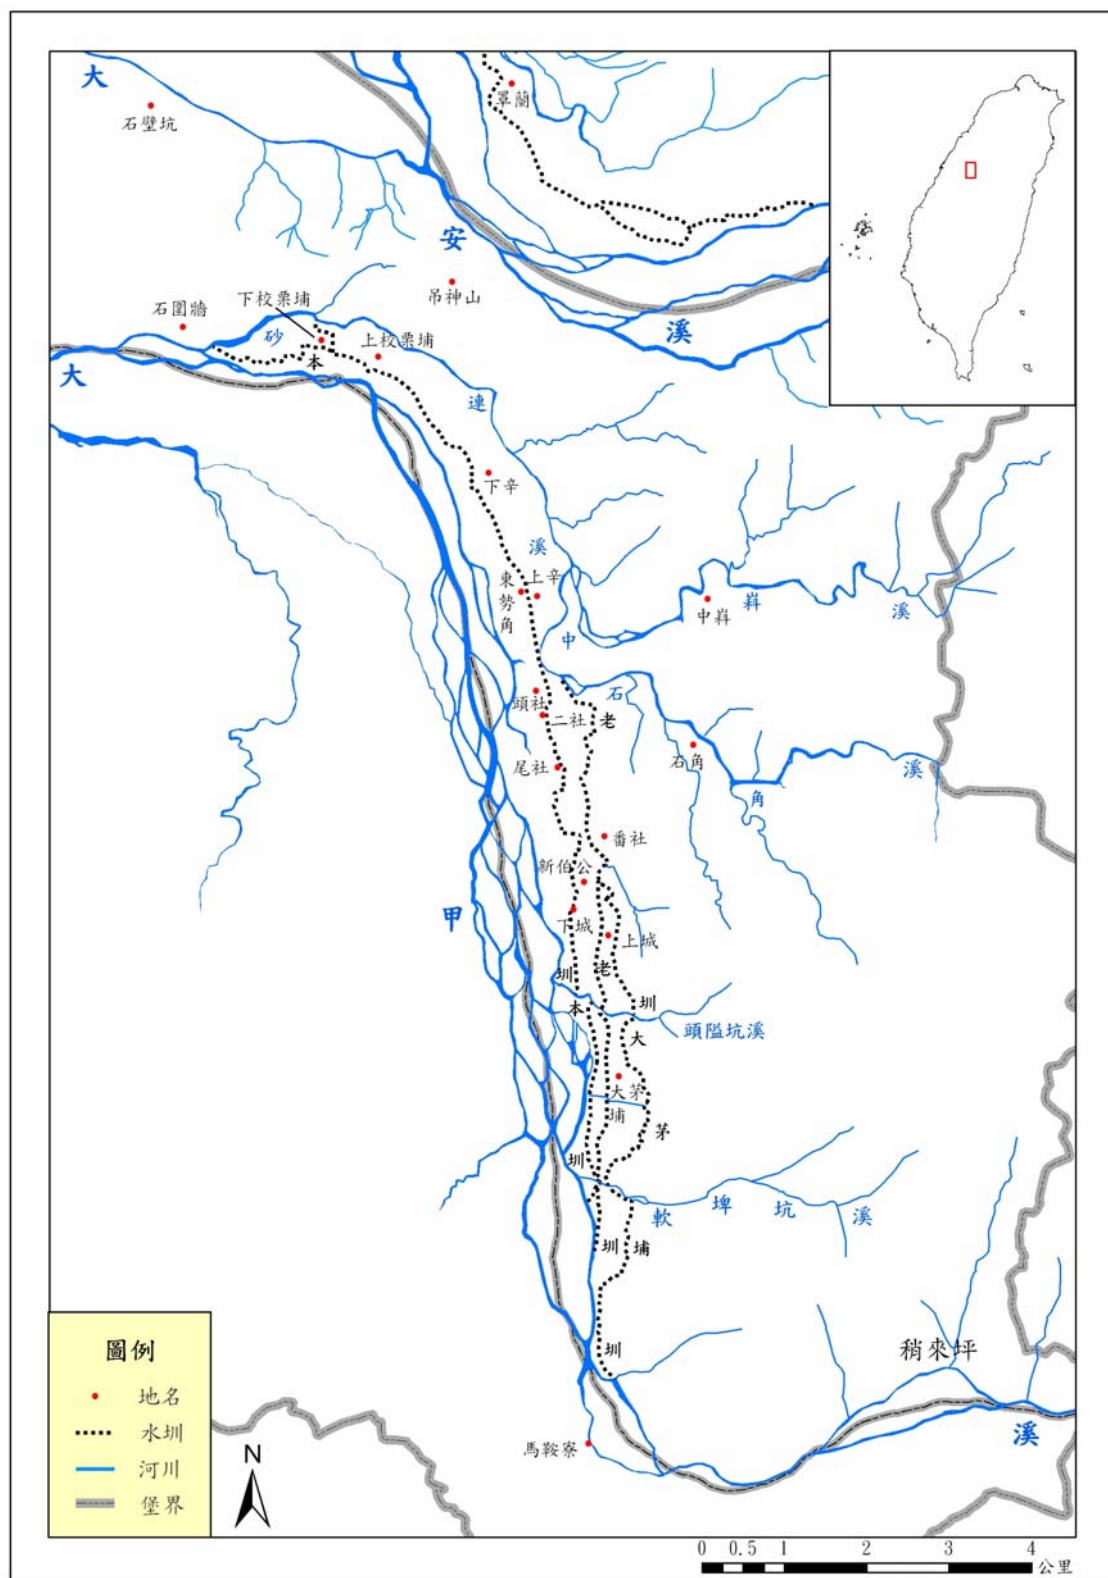 大
罩蘭
石壁坑
安
吊神山
下校栗埔
石圍牆
砂
溪
上校栗埔
本
大
連
下辛
溪
上辛
東勢角
中嵙
嵙
溪
中
石
頭社
老
二社
石角
尾社
溪
角
番社
新伯公
甲
下城
上城
老
圳
本
圳
頭隘坑溪
大
大茅埔
茅
圳
軟
埤
坑
溪
圳
埔
圳
稍來坪
溪
馬鞍寮
圖例
地名
水圳
河川
堡界
N
0 0.5 1 2 3 4
公里